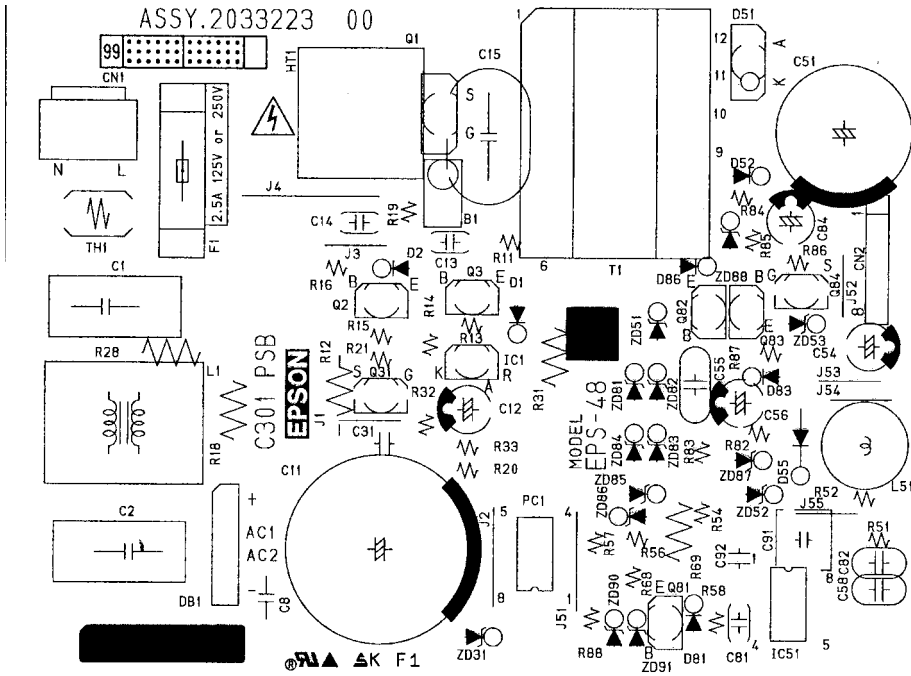 ASSY.2033223 00
99
CN1
N L
TH1
2.5A 125V or 250V
F1
HT1
Q1
C15
S
G
B1
J4
C14
R19
J3
C13
R11
1
6
T1
12
11
10
9
D51
A
K
C51
D52
R84
R85
C84
R86
1
CN2
8
J52
C1
R28
L1
R16
D2
B E
Q2
R15
R21
R14
B Q3 E
D1
R13
IC1
K R
A
R12
S Q31 G
R32
C12
R31
D86
ZD88
E
Q82
B
B
E
Q83
G S
Q84
ZD53
C54
ZD51
R87
C55
D83
J53
J54
ZD81
ZD82
C56
C301 PSB
EPSON
J1
C31
R18
R33
R20
C11
MODEL
EPS-48
ZD84
ZD83
R83
R82
ZD87
D55
L51
ZD85
ZD86
ZD52
R52
J55
C2
+
AC1
AC2
-
DB1
C8
J2
PC1
5
8
4
1
J51
R57
R56
R54
R69
C92
C91
R51
C82
C58
8
ZD90
R68
E
Q81
B
R58
R88
ZD91
D81
C81
4
IC51
5
ZD31
®RU SK F1